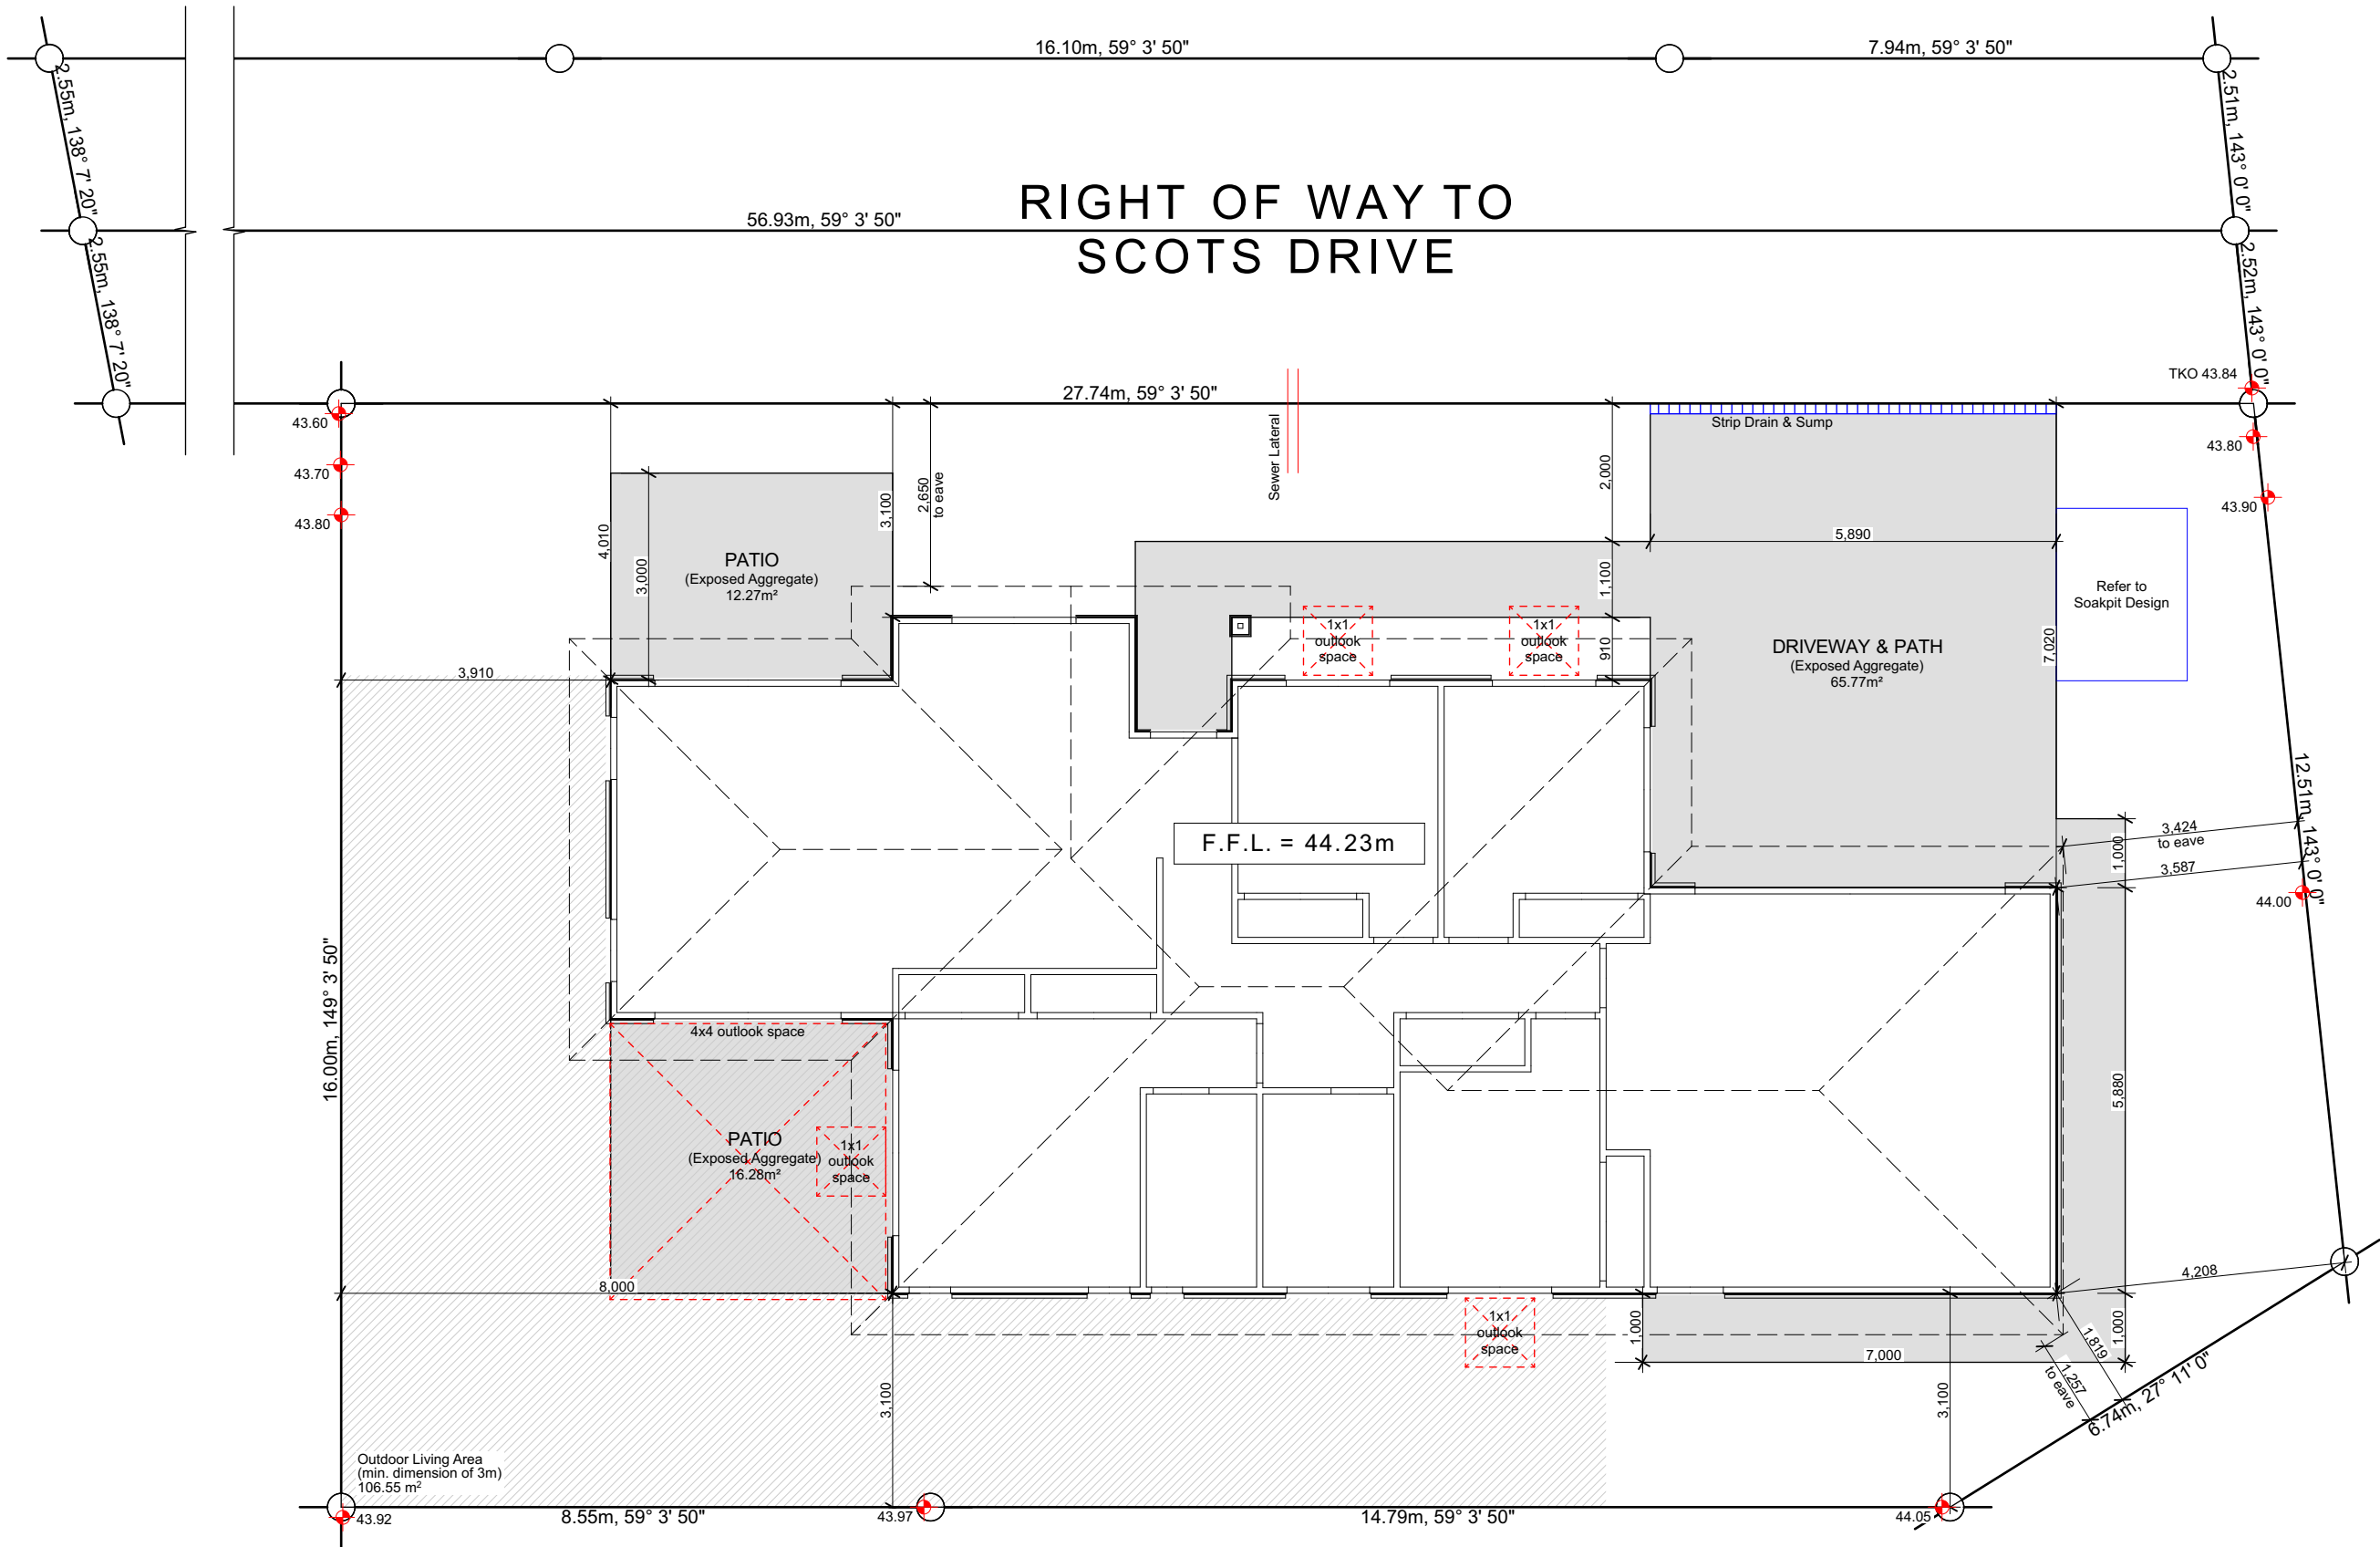 16.10m, 59° 3' 50"
7.94m, 59° 3' 50"
2.55m, 138° 7' 20"
2.51m, 143° 0' 0"
RIGHT OF WAY TO
SCOTS DRIVE
56.93m, 59° 3' 50"
2.55m, 138° 7' 20"
2.52m, 143° 0' 0"
TKO 43.84
27.74m, 59° 3' 50"
43.60
43.70
43.80
Sewer Lateral
Strip Drain & Sump
43.80
43.90
4,010
3,000
3,100
2,650
to eave
2,000
1,100
910
5,890
7,020
PATIO
(Exposed Aggregate)
12.27m²
1x1
outlook
space
1x1
outlook
space
DRIVEWAY & PATH
(Exposed Aggregate)
65.77m²
Refer to
Soakpit Design
3,910
F.F.L. = 44.23m
12.51m, 143° 0' 0"
3,424
to eave
3,587
1,000
44.00
16.00m, 149° 3' 50"
4x4 outlook space
PATIO
(Exposed Aggregate)
16.28m²
1x1
outlook
space
5,880
8,000
4,208
1x1
outlook
space
1,000
7,000
1,000
1,819
1,257
to eave
6.74m, 27° 11' 0"
3,100
3,100
Outdoor Living Area
(min. dimension of 3m)
106.55 m²
43.92
8.55m, 59° 3' 50"
43.97
14.79m, 59° 3' 50"
44.05